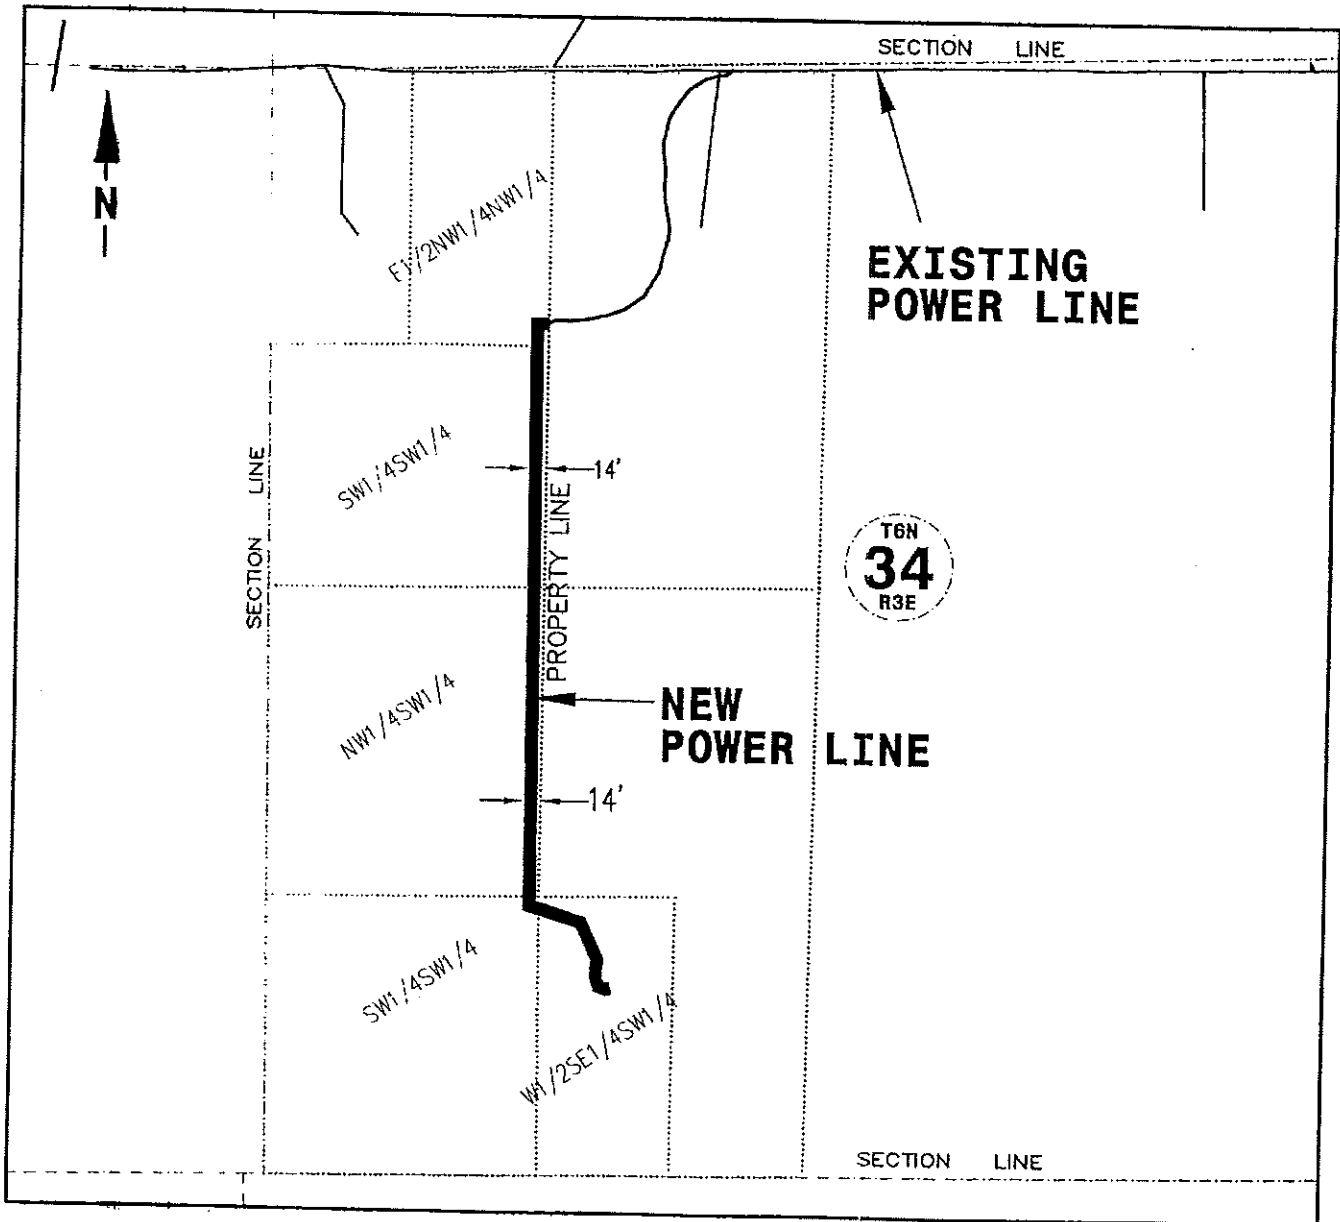 SECTION LINE
N
E1/2NW1/4NW1/4
EXISTING
POWER LINE
SW1/4SW1/4
14'
SECTION LINE
PROPERTY LINE
T6N
34
R3E
NW1/4SW1/4
NEW
POWER LINE
14'
SW1/4SW1/4
W1/2SE1/4SW1/4
SECTION LINE